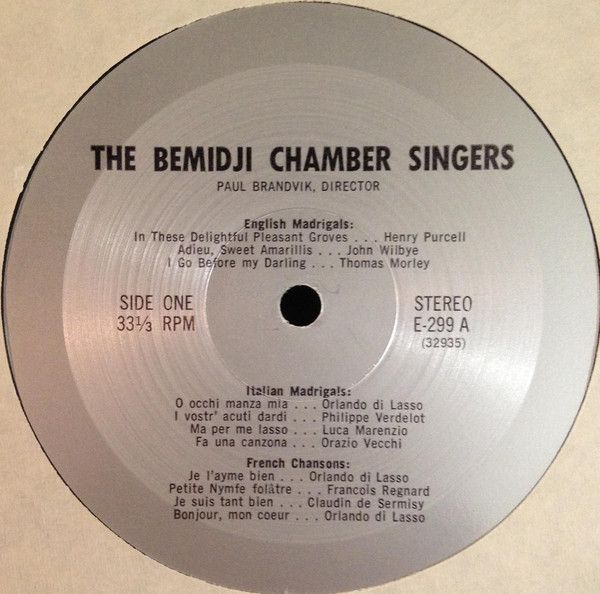 THE BEMIDJI CHAMBER SINGERS
PAUL BRANDVIK, DIRECTOR
English Madrigals:
In These Delightful Pleasant Groves . . . Henry Purcell
Adieu, Sweet Amarillis . . . John Wilbye
I Go Before my Darling . . . Thomas Morley
SIDE ONE
33⅓ RPM
STEREO
E-299 A
(32935)
Italian Madrigals:
O occhi manza mia . . . Orlando di Lasso
I vostr' acuti dardi . . . Philippe Verdelot
Ma per me lasso . . . Luca Marenzio
Fa una canzona . . . Orazio Vecchi
French Chansons:
Je l'ayme bien . . . Orlando di Lasso
Petite Nymfe folâtre . . . Francois Regnard
Je suis tant bien . . . Claudin de Sermisy
Bonjour, mon coeur . . . Orlando di Lasso